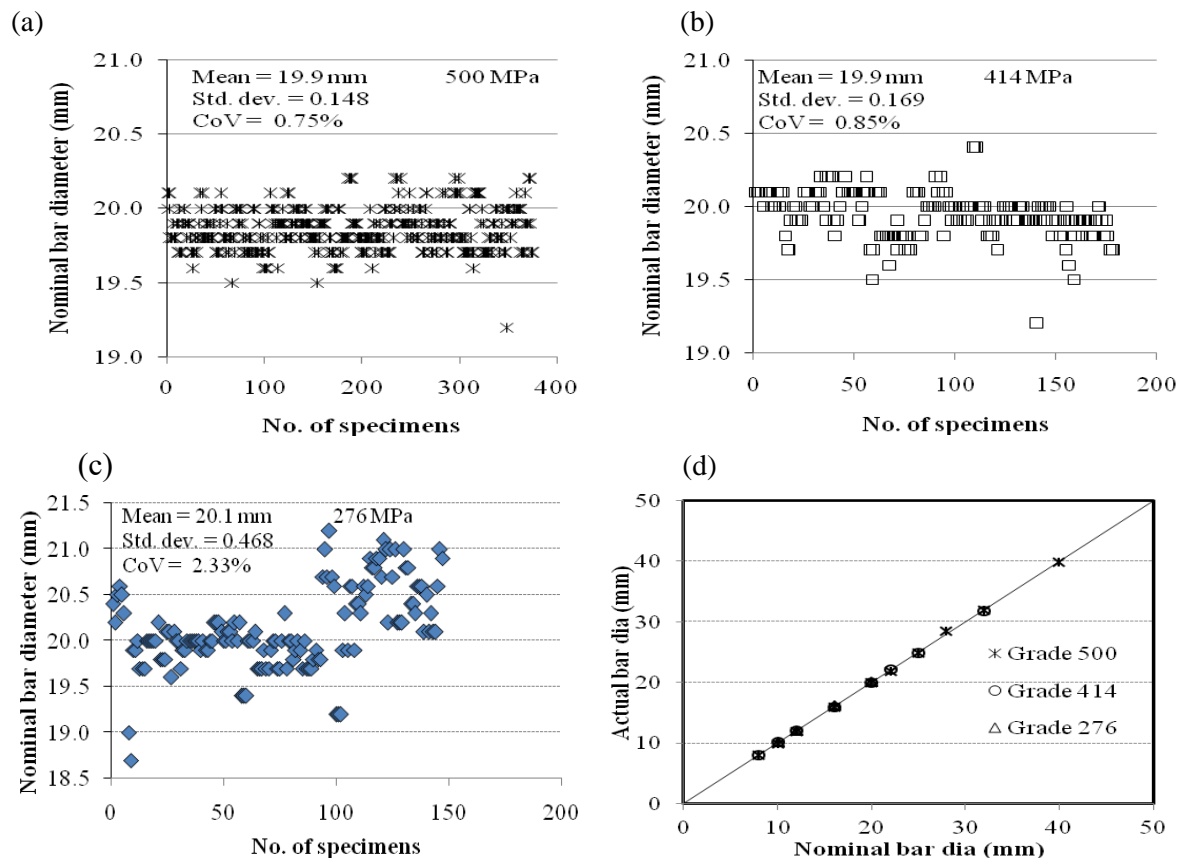 (a)
Nominal bar diameter (mm)
21.0
20.5
20.0
19.5
19.0
Mean = 19.9 mm
500 MPa
Std. dev. = 0.148
CoV = 0.75%
0
100
200
300
400
No. of specimens
(b)
Nominal bar diameter (mm)
21.0
20.5
20.0
19.5
19.0
Mean = 19.9 mm
414 MPa
Std. dev. = 0.169
CoV = 0.85%
0
50
100
150
200
No. of specimens
(c)
Nominal bar diameter (mm)
21.5
21.0
20.5
20.0
19.5
19.0
18.5
Mean = 20.1 mm
276 MPa
Std. dev. = 0.468
CoV = 2.33%
0
50
100
150
200
No. of specimens
(d)
Actual bar dia (mm)
50
40
30
20
10
0
Grade 500
Grade 414
Grade 276
0
10
20
30
40
50
Nominal bar dia (mm)